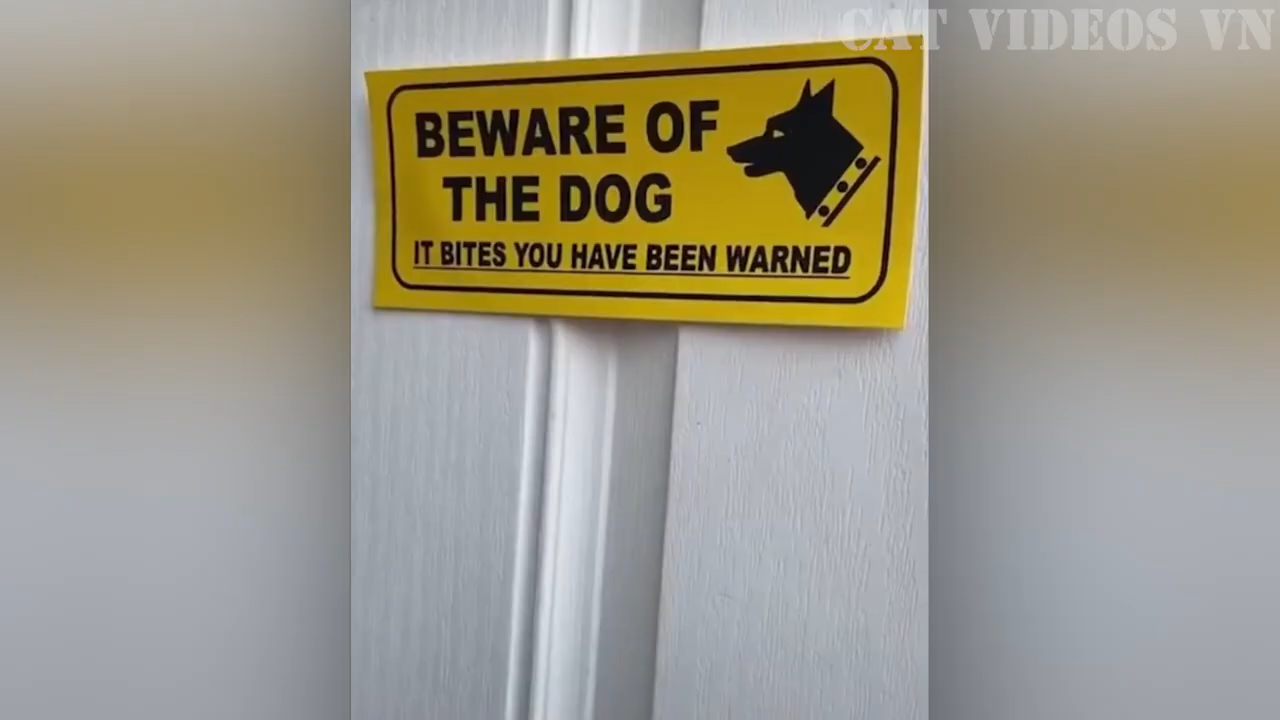 CAT VIDEOS VN
BEWARE OF
THE DOG
IT BITES YOU HAVE BEEN WARNED